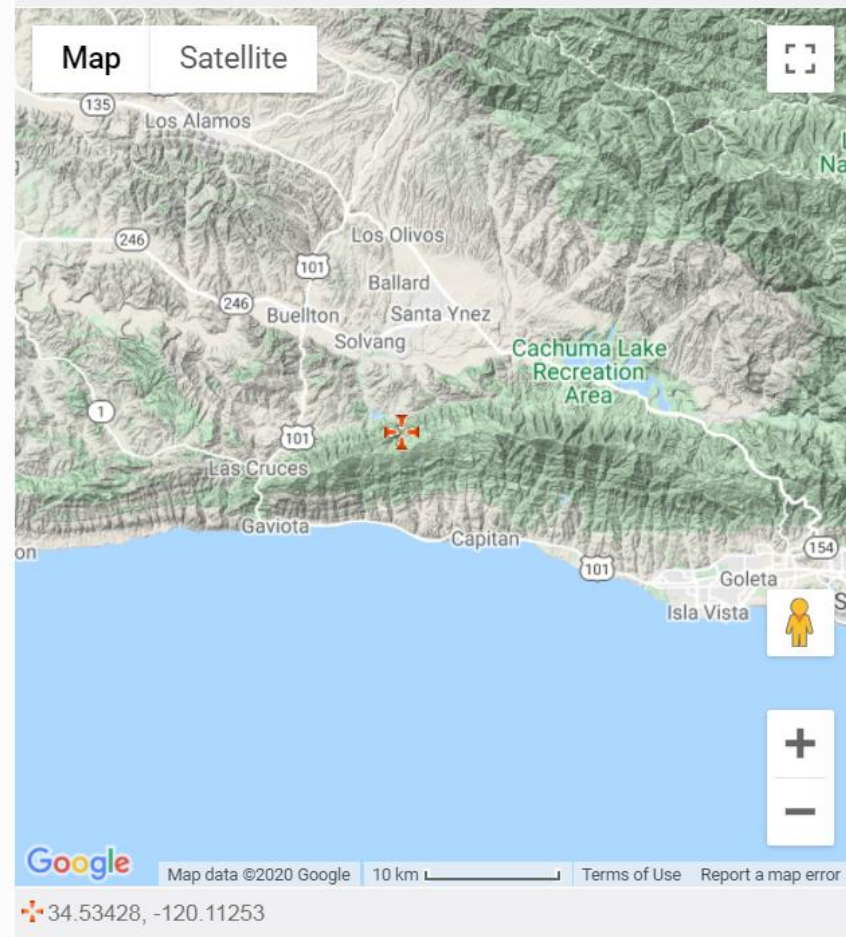 Map
Satellite
135
Los Alamos
Na
246
Los Olivos
101
Ballard
246
Buellton
Santa Ynez
Solvang
Cachuma Lake
Recreation
Area
1
101
Las Cruces
Gaviota
Capitan
on
154
101
Goleta
Isla Vista
S
Google
Map data ©2020 Google
10 km
Terms of Use
Report a map error
34.53428, -120.11253